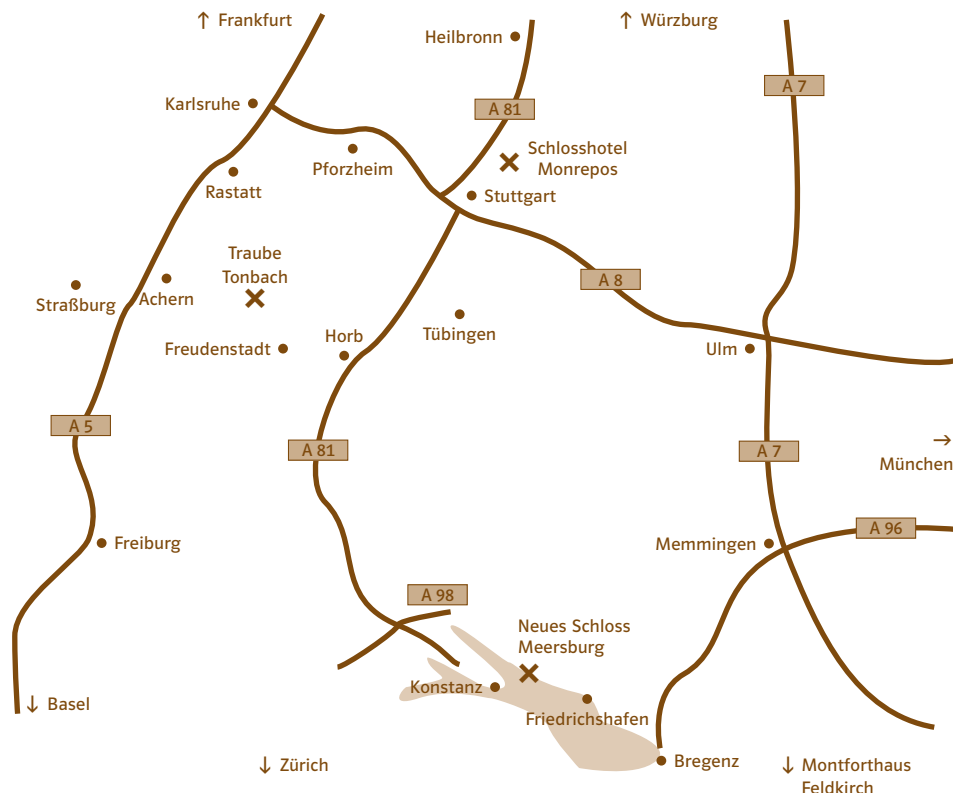 ↑ Frankfurt
↑ Würzburg
Heilbronn
A 7
Karlsruhe
A 81
Schlosshotel
Monrepos
Pforzheim
Rastatt
Stuttgart
Traube
Tonbach
A 8
Straßburg
Achern
Horb
Tübingen
Freudenstadt
Ulm
A 5
A 81
A 7
→
München
A 96
Freiburg
Memmingen
A 98
Neues Schloss
Meersburg
Konstanz
↓ Basel
Friedrichshafen
↓ Zürich
Bregenz
↓ Montforthaus
Feldkirch